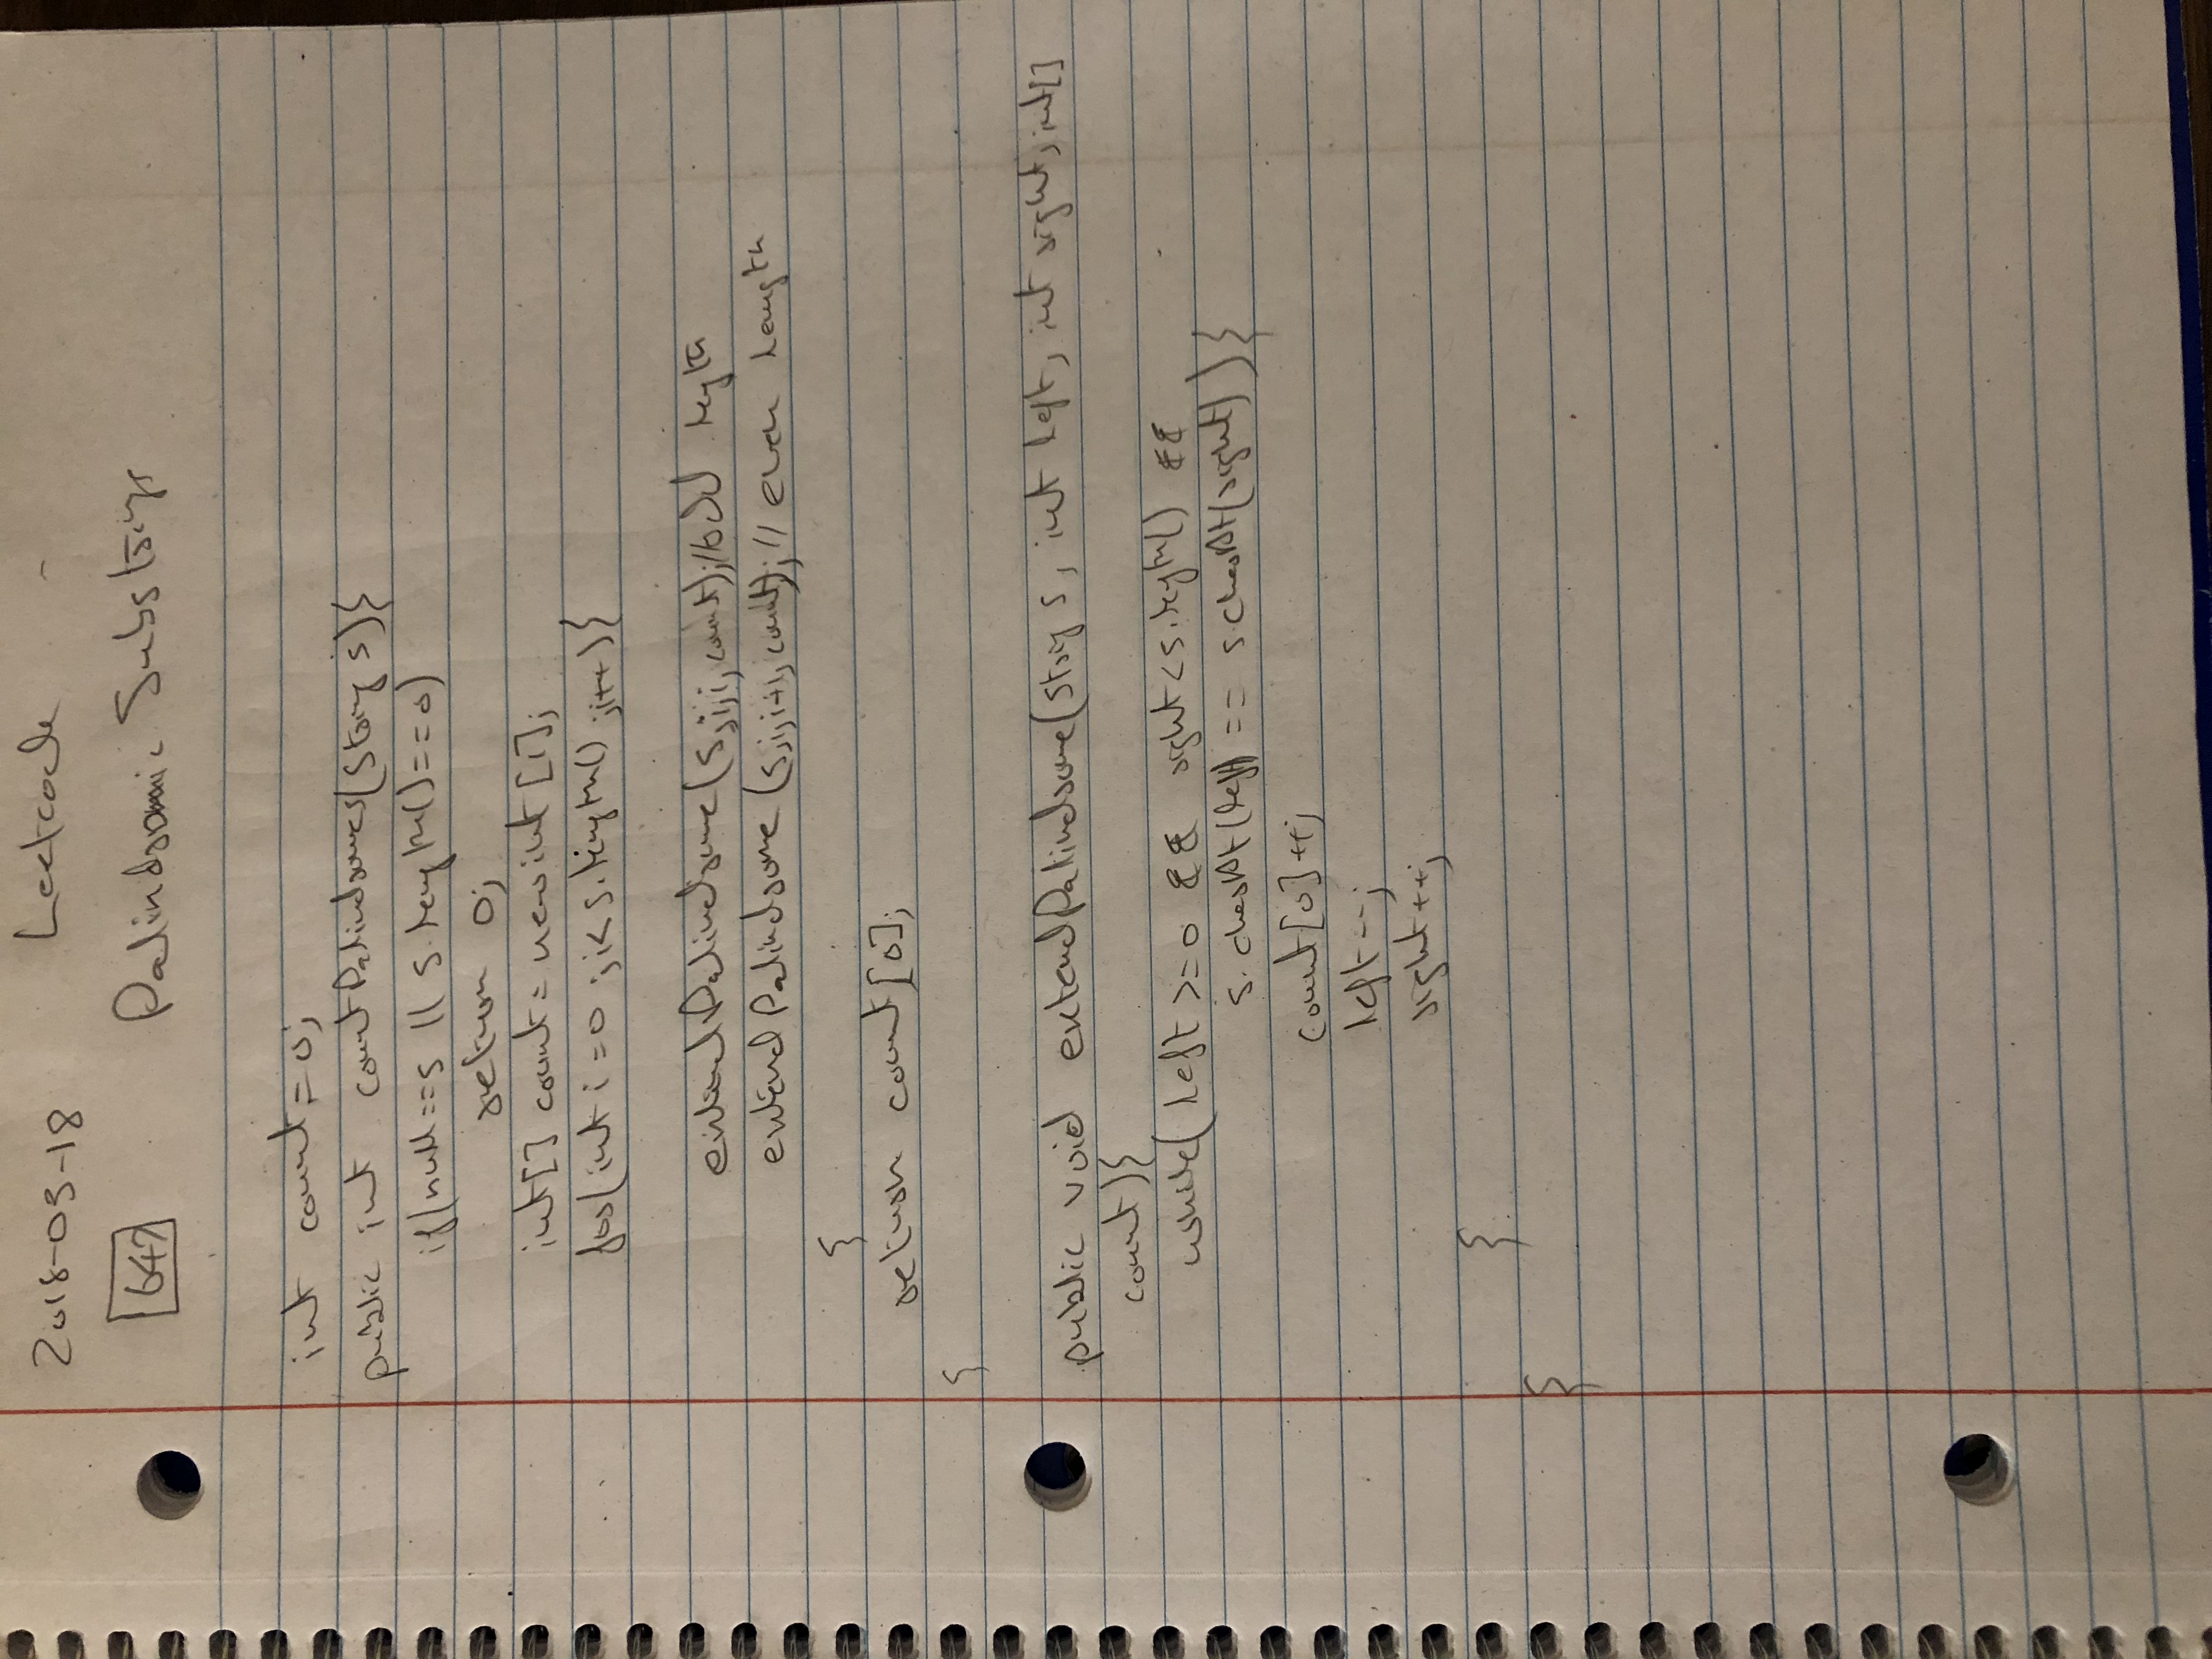 2018-03-18 Leetcode
647 Palindromic Substrings
int count = 0;
public int countPalindromes(String s){
if(null==s || s.length()==0)
return 0;
int[] count = new int [1];
for(int i=0 ;i< s.length() ;i++){
extendPalindrome(s,i,i,count);//odd length
extendPalindrome (s,i,i+1,count);// even length
}
return count[0];
}
public void extendPalindrome(String s, int left, int right, int[]
count){
while( left >=0 && right < s.length() &&
s.charAt(left) == s.charAt(right)){
count[0]++;
left--;
right++;
}
}